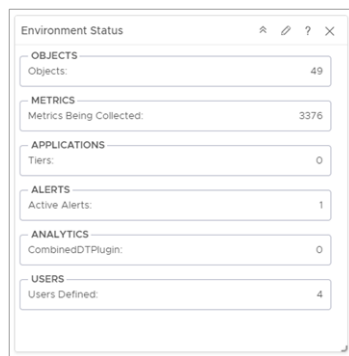 Environment Status
OBJECTS
Objects: 49
METRICS
Metrics Being Collected: 3376
APPLICATIONS
Tiers: 0
ALERTS
Active Alerts: 1
ANALYTICS
CombinedDTPlugin: 0
USERS
Users Defined: 4